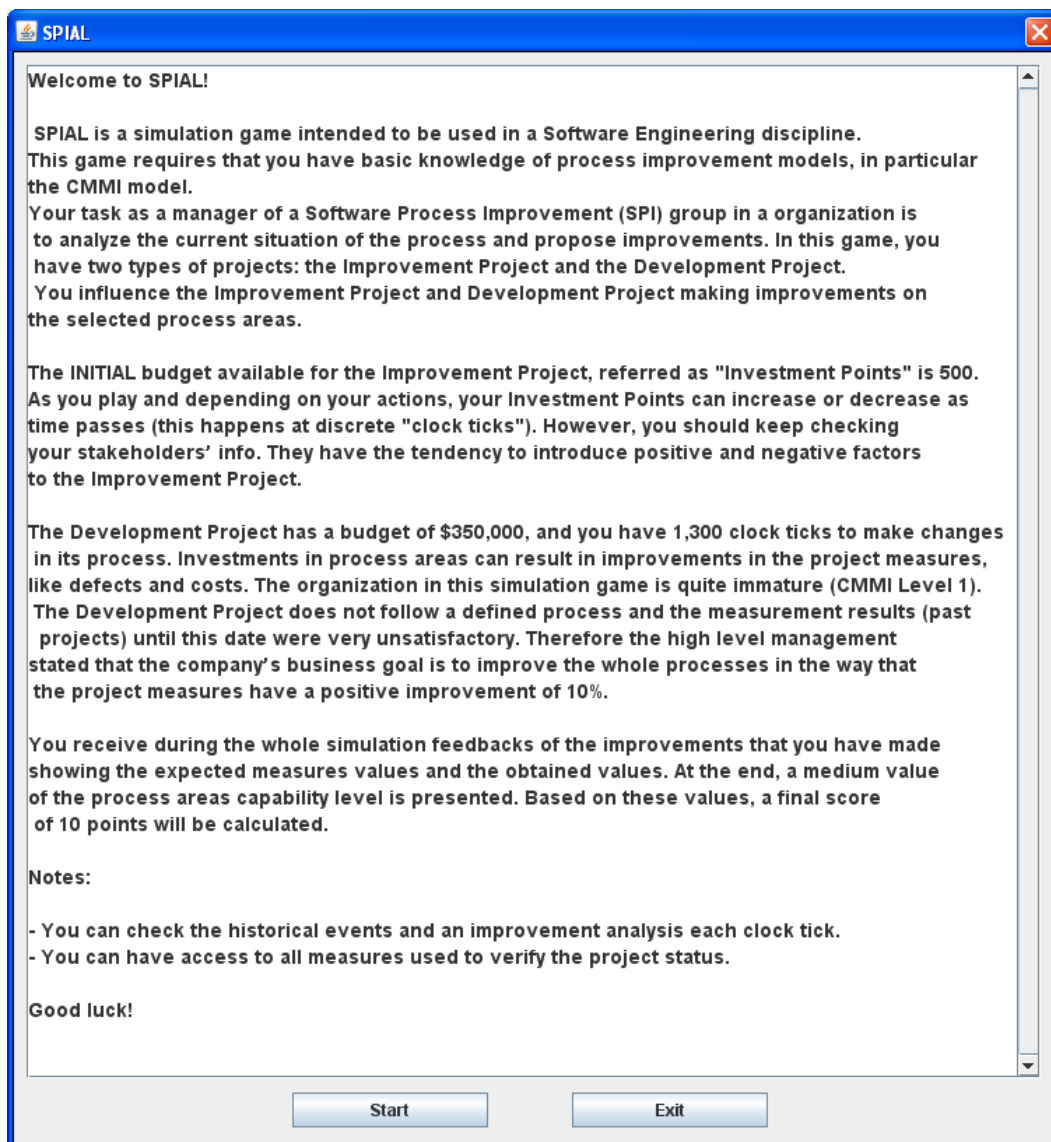 SPIAL
Welcome to SPIAL!
SPIAL is a simulation game intended to be used in a Software Engineering discipline.
This game requires that you have basic knowledge of process improvement models, in particular
the CMMI model.
Your task as a manager of a Software Process Improvement (SPI) group in a organization is
to analyze the current situation of the process and propose improvements. In this game, you
have two types of projects: the Improvement Project and the Development Project.
You influence the Improvement Project and Development Project making improvements on
the selected process areas.
The INITIAL budget available for the Improvement Project, referred as "Investment Points" is 500.
As you play and depending on your actions, your Investment Points can increase or decrease as
time passes (this happens at discrete "clock ticks"). However, you should keep checking
your stakeholders' info. They have the tendency to introduce positive and negative factors
to the Improvement Project.
The Development Project has a budget of $350,000, and you have 1,300 clock ticks to make changes
in its process. Investments in process areas can result in improvements in the project measures,
like defects and costs. The organization in this simulation game is quite immature (CMMI Level 1).
The Development Project does not follow a defined process and the measurement results (past
projects) until this date were very unsatisfactory. Therefore the high level management
stated that the company's business goal is to improve the whole processes in the way that
the project measures have a positive improvement of 10%.
You receive during the whole simulation feedbacks of the improvements that you have made
showing the expected measures values and the obtained values. At the end, a medium value
of the process areas capability level is presented. Based on these values, a final score
of 10 points will be calculated.
Notes:
- You can check the historical events and an improvement analysis each clock tick.
- You can have access to all measures used to verify the project status.
Good luck!
Start Exit